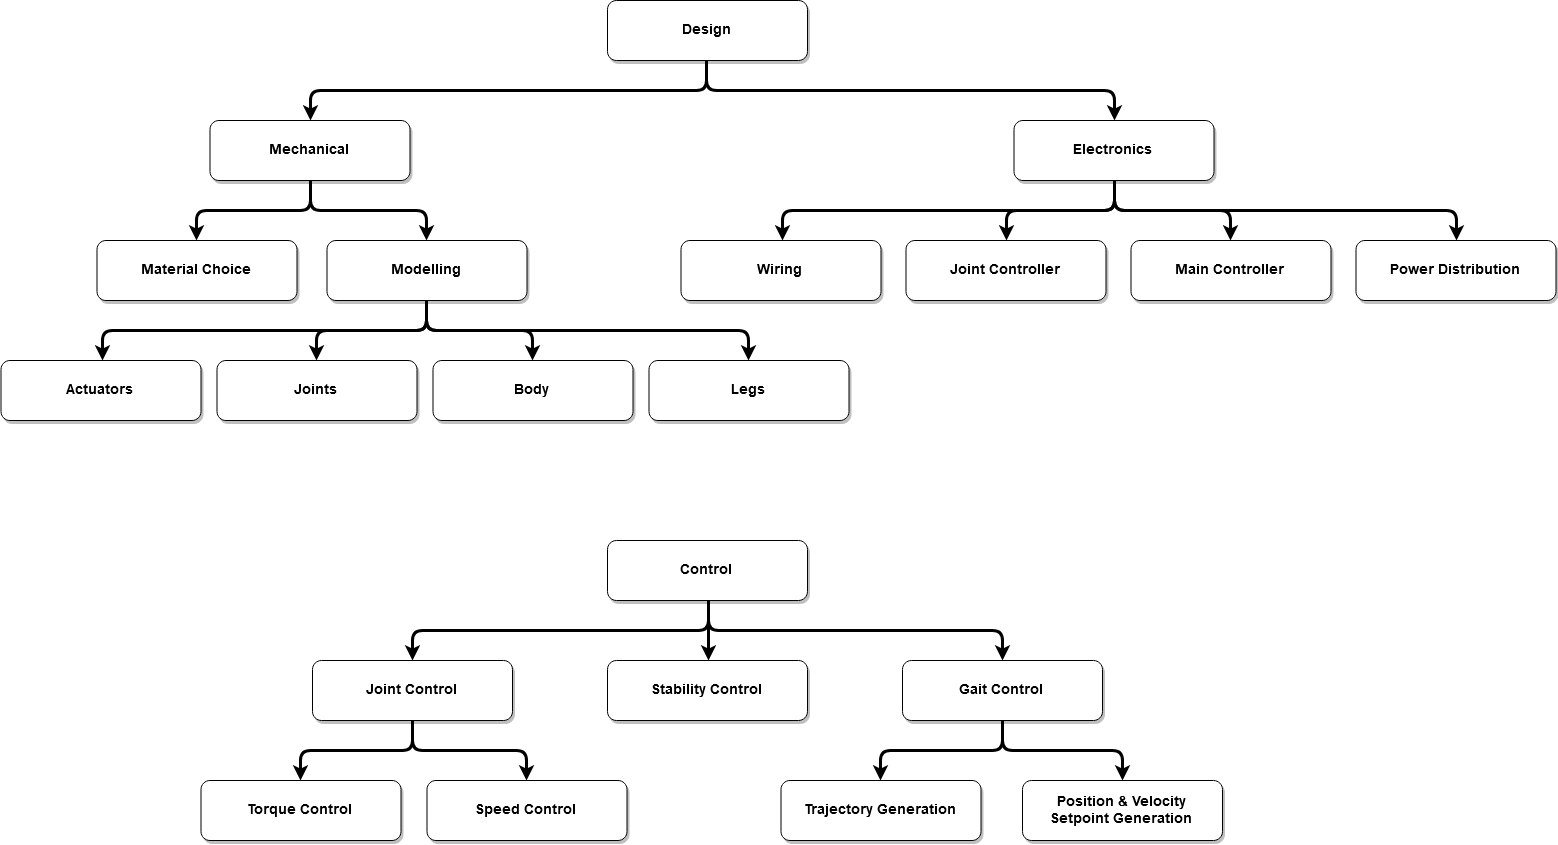 Design
Mechanical
Electronics
Material Choice
Modelling
Wiring
Joint Controller
Main Controller
Power Distribution
Actuators
Joints
Body
Legs
Control
Joint Control
Stability Control
Gait Control
Torque Control
Speed Control
Trajectory Generation
Position & Velocity
Setpoint Generation